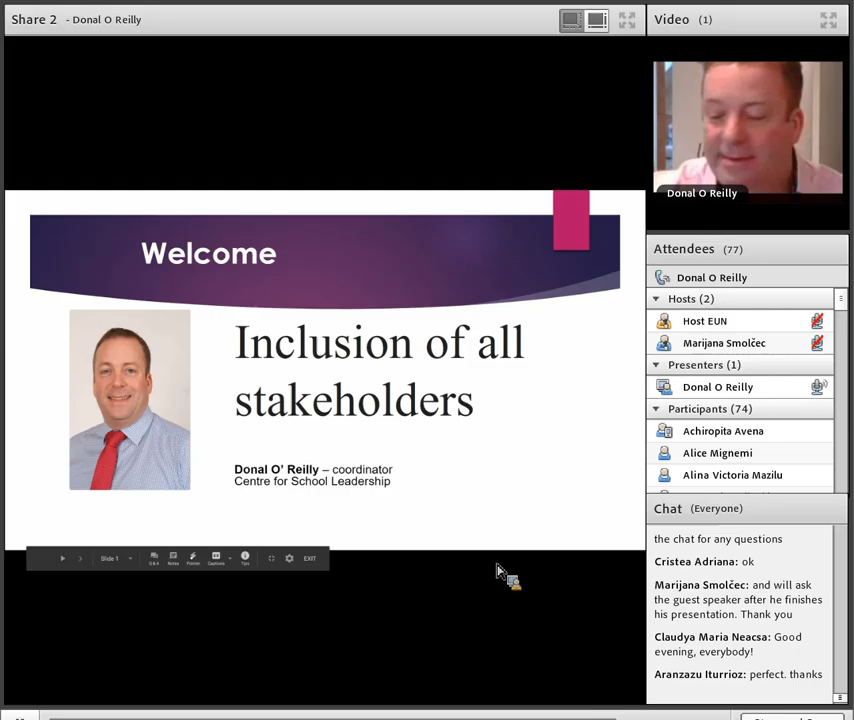 Share 2 - Donal O Reilly
Welcome
Inclusion of all
stakeholders
Donal O' Reilly – coordinator
Centre for School Leadership
Slide 1
Q & A
Notes
Pointer
Captions
Tips
EXIT
Video (1)
Donal O Reilly
Attendees (77)
Donal O Reilly
Hosts (2)
Host EUN
Marijana Smolčec
Presenters (1)
Donal O Reilly
Participants (74)
Achiropita Avena
Alice Mignemi
Alina Victoria Mazilu
Chat (Everyone)
the chat for any questions
Cristea Adriana: ok
Marijana Smolčec: and will ask
the guest speaker after he finishes
his presentation. Thank you
Claudya Maria Neacsa: Good
evening, everybody!
Aranzazu Iturrioz: perfect. thanks